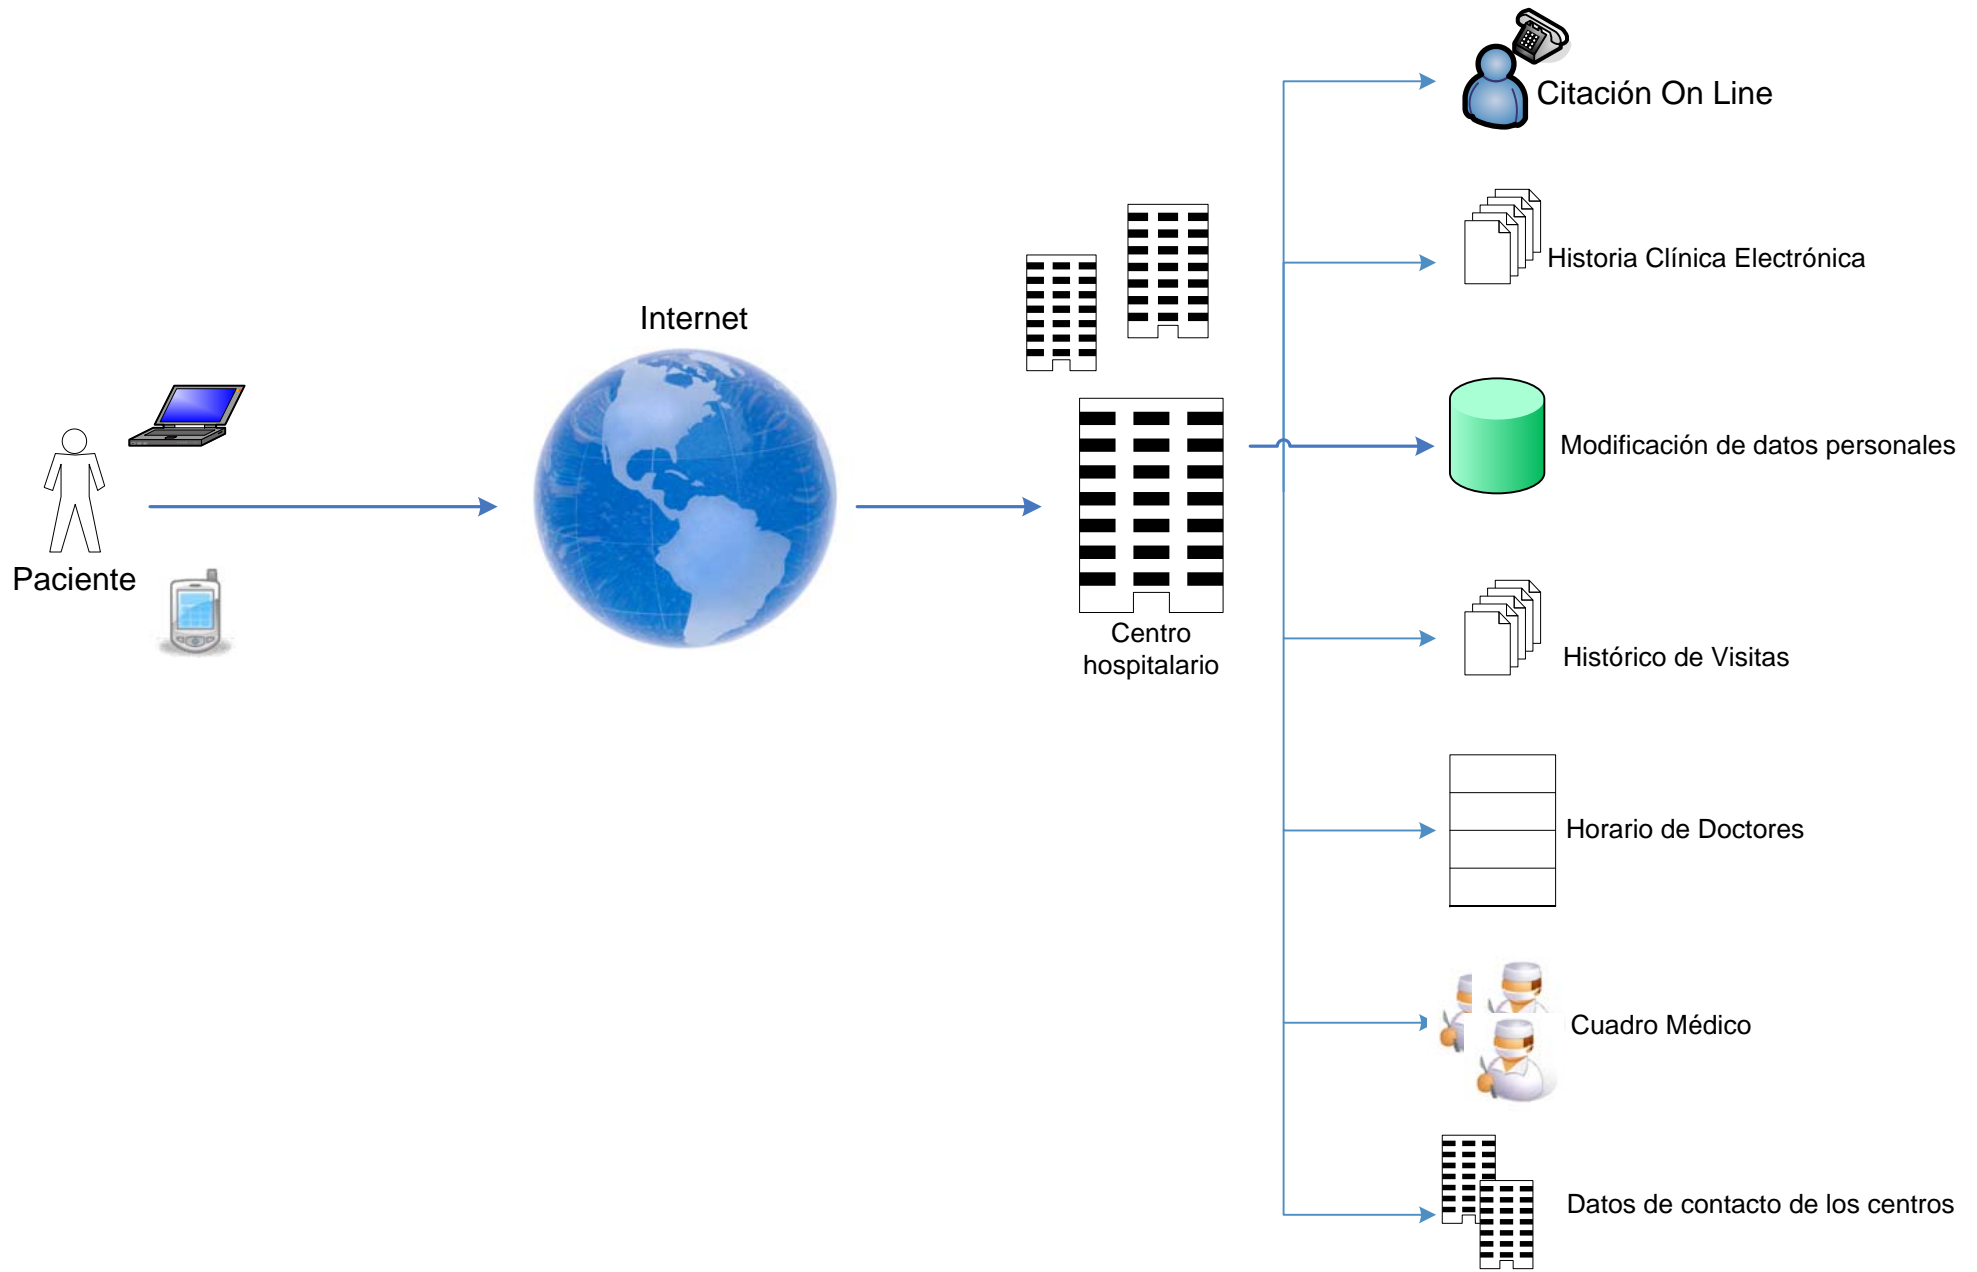 Citación On Line
Historia Clínica Electrónica
Internet
Modificación de datos personales
Paciente
Centro
hospitalario
Histórico de Visitas
Horario de Doctores
Cuadro Médico
Datos de contacto de los centros